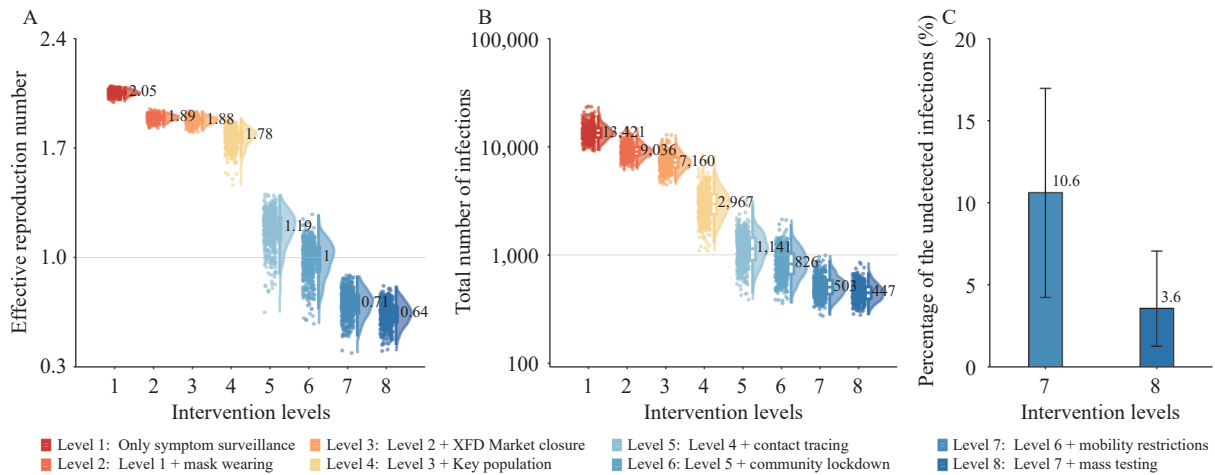 A
Effective reproduction number
2.4
1.7
1.0
0.3
2.05
1.89
1.88
1.78
1.19
1
0.71
0.64
1 2 3 4 5 6 7 8
Intervention levels
B
Total number of infections
100,000
10,000
1,000
100
13,421
9,036
7,160
2,967
1,141
826
503
447
1 2 3 4 5 6 7 8
Intervention levels
C
Percentage of the undetected infections (%)
20
15
10
5
0
10.6
3.6
7 8
Intervention levels
Level 1: Only symptom surveillance
Level 2: Level 1 + mask wearing
Level 3: Level 2 + XFD Market closure
Level 4: Level 3 + Key population
Level 5: Level 4 + contact tracing
Level 6: Level 5 + community lockdown
Level 7: Level 6 + mobility restrictions
Level 8: Level 7 + mass testing